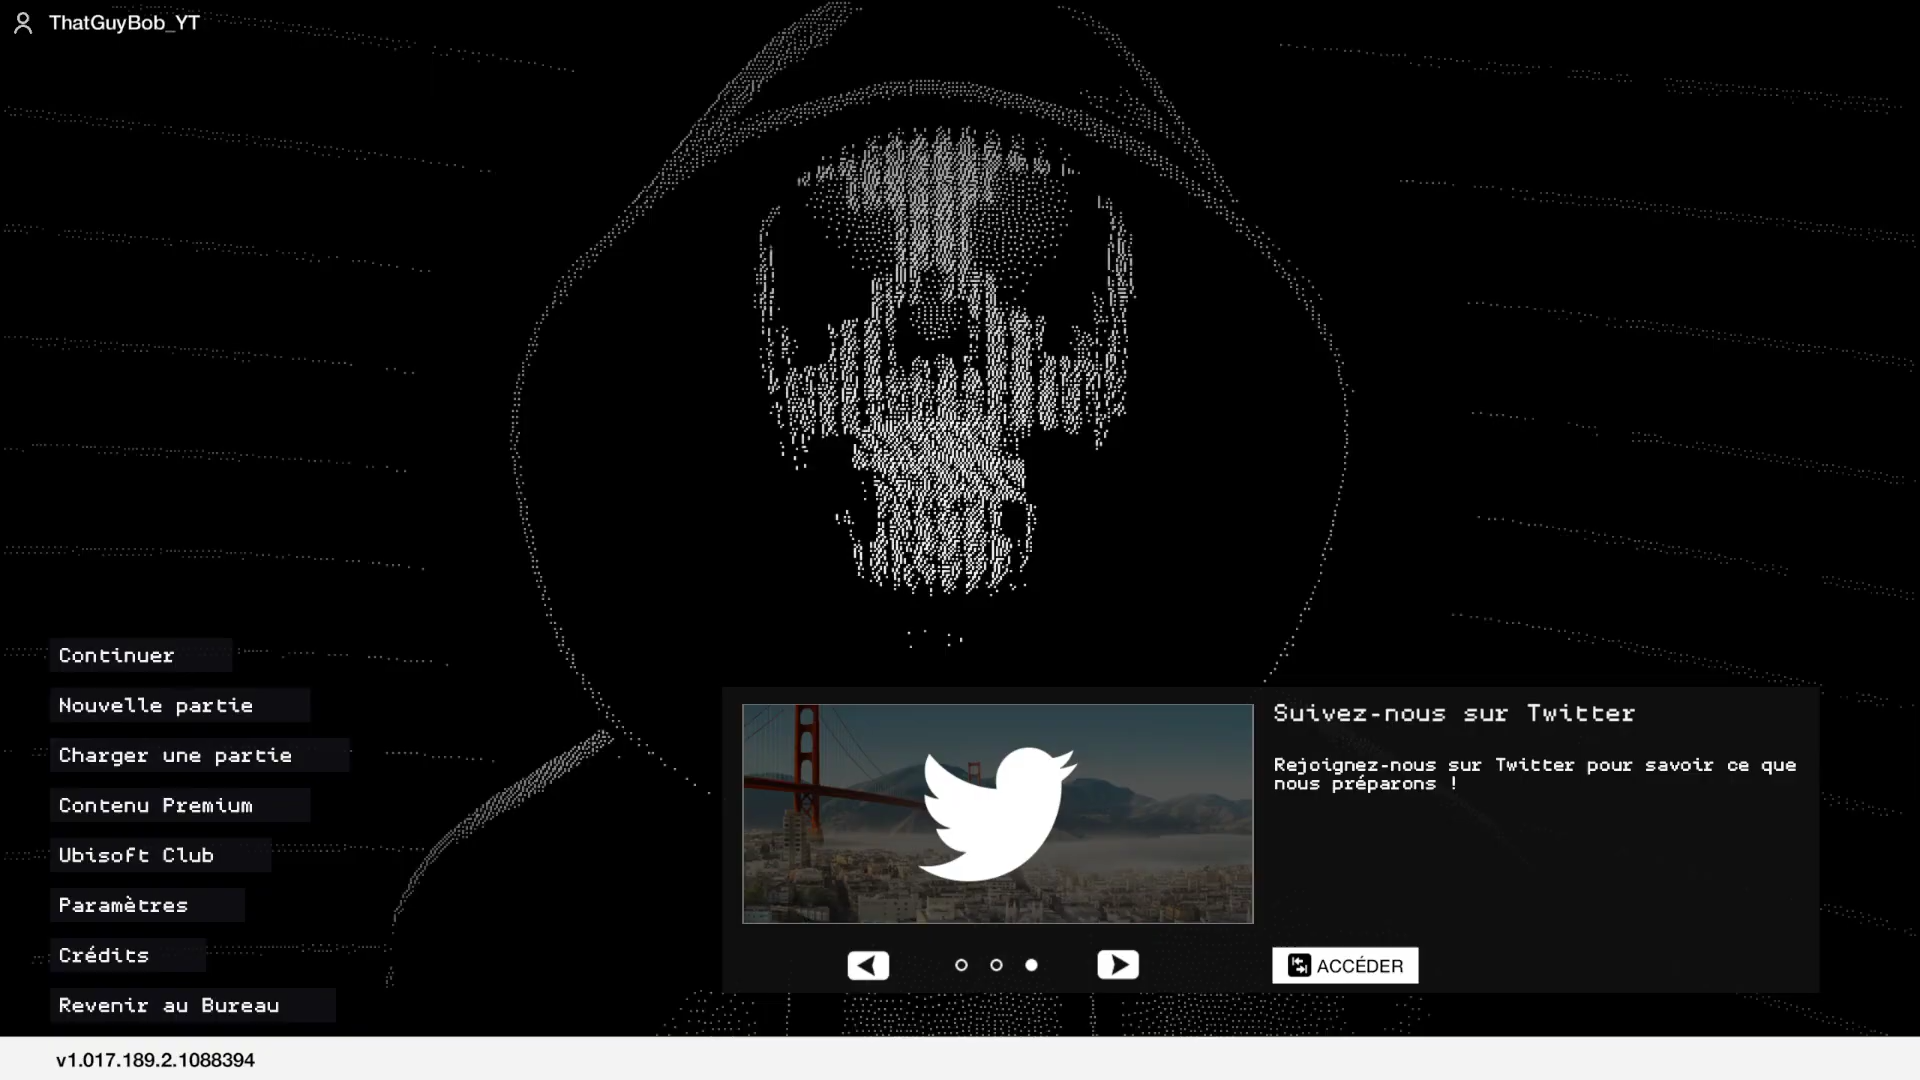 ThatGuyBob_YT
Continuer
Nouvelle partie
Charger une partie
Contenu Premium
Ubisoft Club
Paramètres
Crédits
Revenir au Bureau
Suivez-nous sur Twitter
Rejoignez-nous sur Twitter pour savoir ce que
nous préparons !
ACCÉDER
v1.017.189.2.1088394